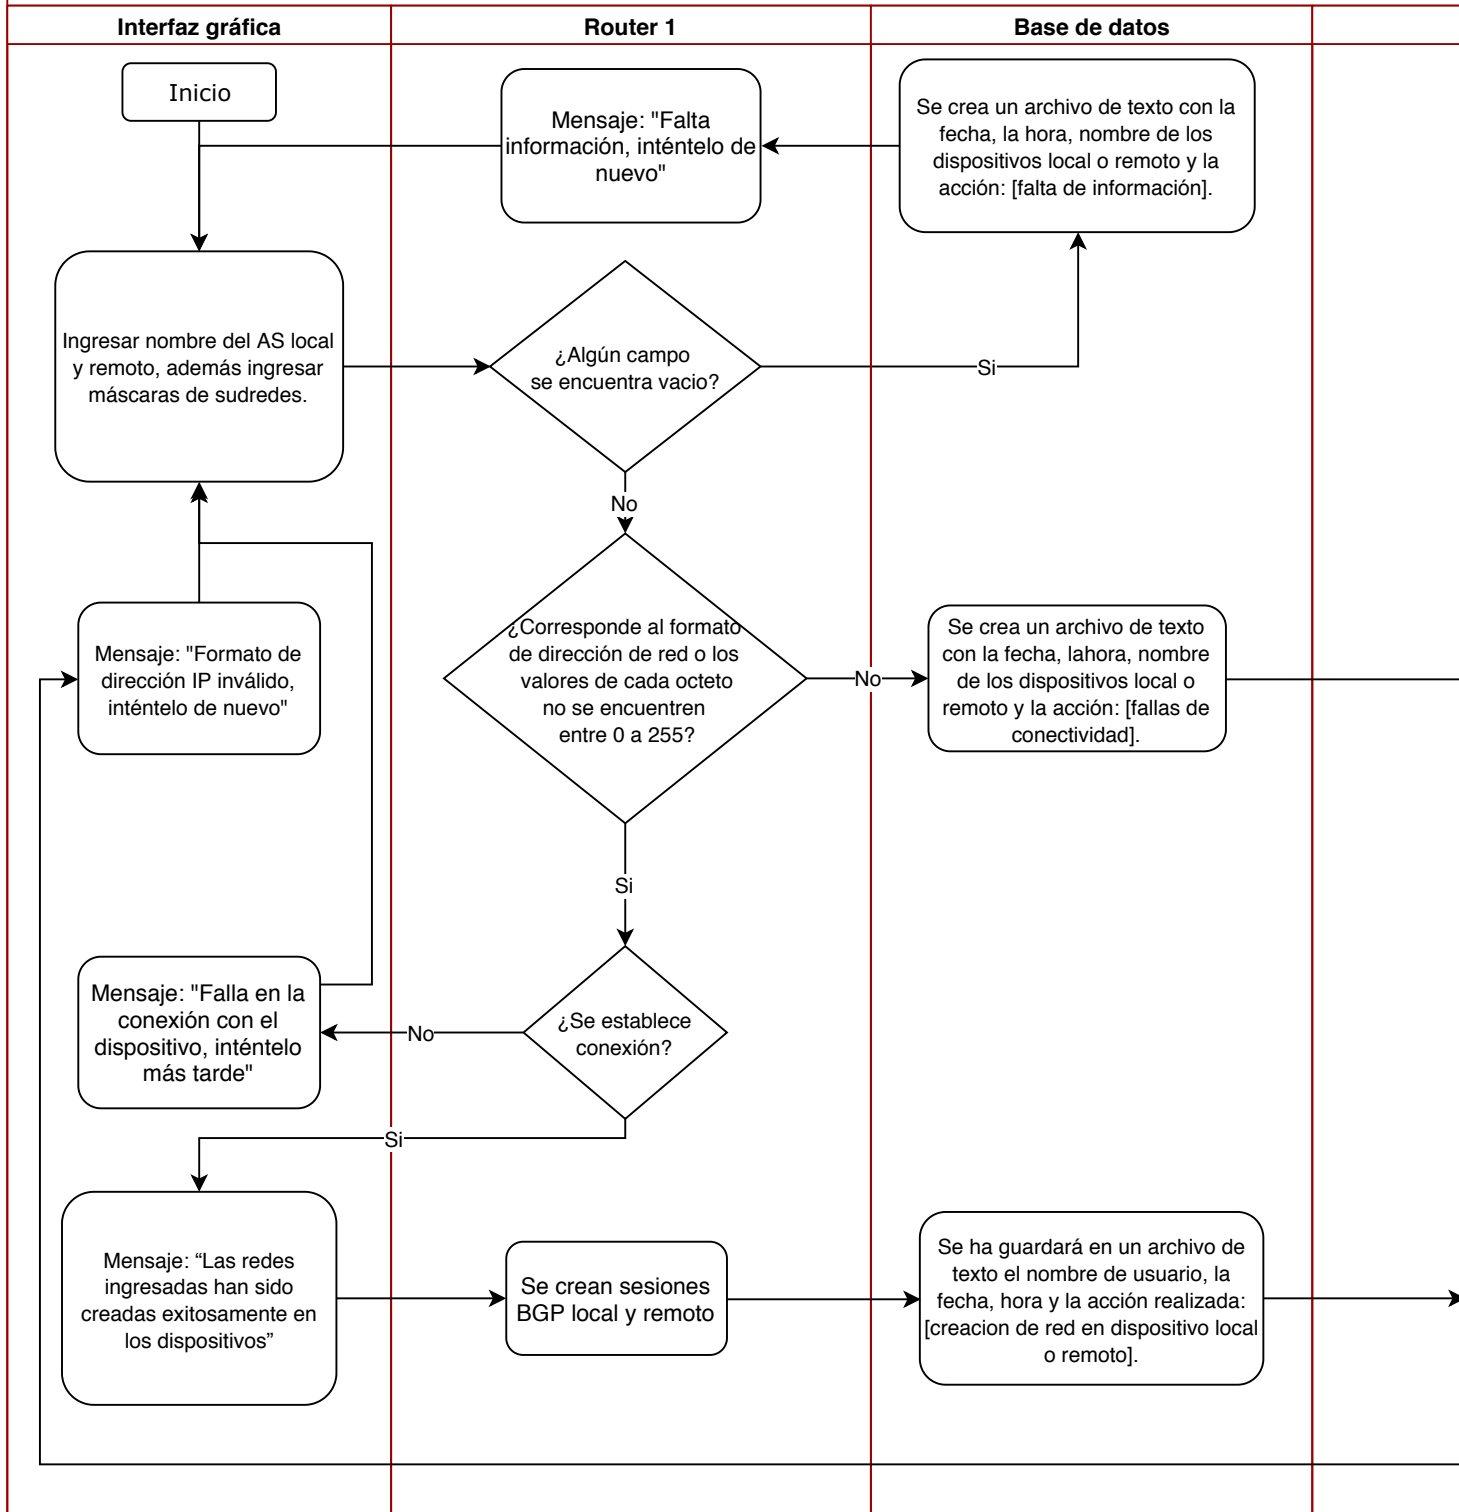 Interfaz gráfica
Router 1
Base de datos
Inicio
Mensaje: "Falta
información, inténtelo de
nuevo"
Se crea un archivo de texto con la
fecha, la hora, nombre de los
dispositivos local o remoto y la
acción: [falta de información].
Ingresar nombre del AS local
y remoto, además ingresar
máscaras de sudredes.
¿Algún campo
se encuentra vacio?
Si
No
Mensaje: "Formato de
dirección IP inválido,
inténtelo de nuevo"
¿Corresponde al formato
de dirección de red o los
valores de cada octeto
no se encuentren
entre 0 a 255?
No
Se crea un archivo de texto
con la fecha, lahora, nombre
de los dispositivos local o
remoto y la acción: [fallas de
conectividad].
Si
Mensaje: "Falla en la
conexión con el
dispositivo, inténtelo
más tarde"
No
¿Se establece
conexión?
Si
Mensaje: “Las redes
ingresadas han sido
creadas exitosamente en
los dispositivos”
Se crean sesiones
BGP local y remoto
Se ha guardará en un archivo de
texto el nombre de usuario, la
fecha, hora y la acción realizada:
[creacion de red en dispositivo local
o remoto].